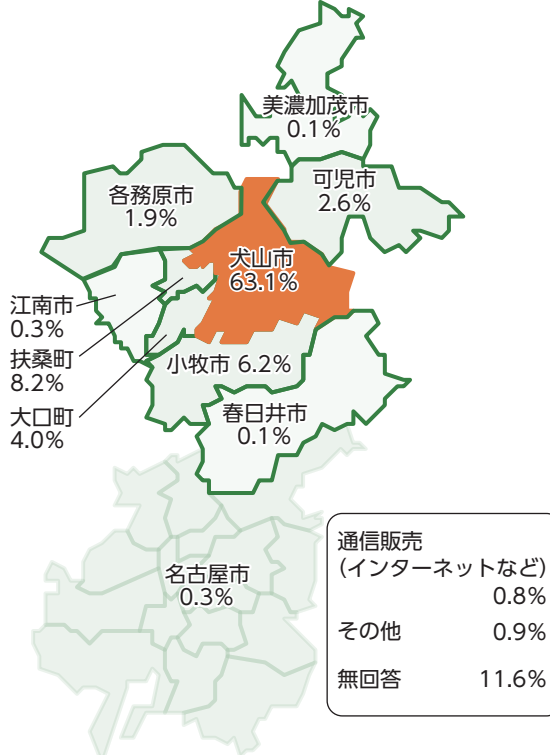 美濃加茂市
0.1%
各務原市
1.9%
可児市
2.6%
犬山市
63.1%
江南市
0.3%
扶桑町
8.2%
大口町
4.0%
小牧市 6.2%
春日井市
0.1%
名古屋市
0.3%
通信販売
(インターネットなど)
0.8%
その他 0.9%
無回答 11.6%